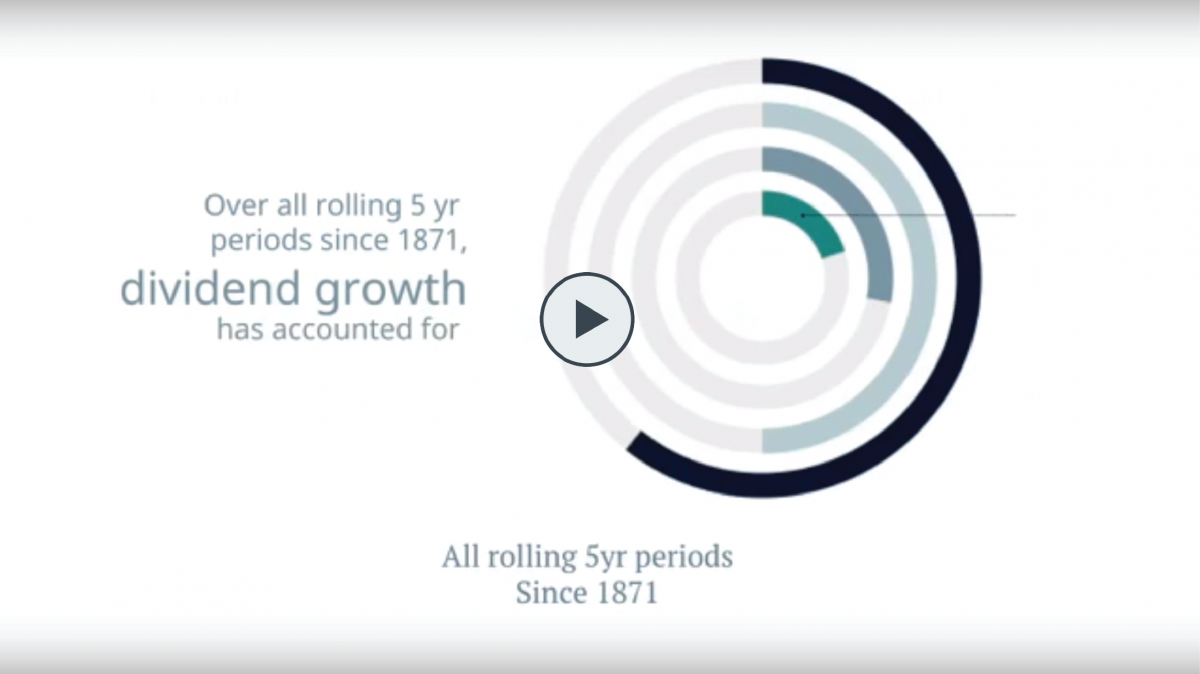 Over all rolling 5 yr
periods since 1871,
dividend growth
has accounted for
All rolling 5yr periods
Since 1871